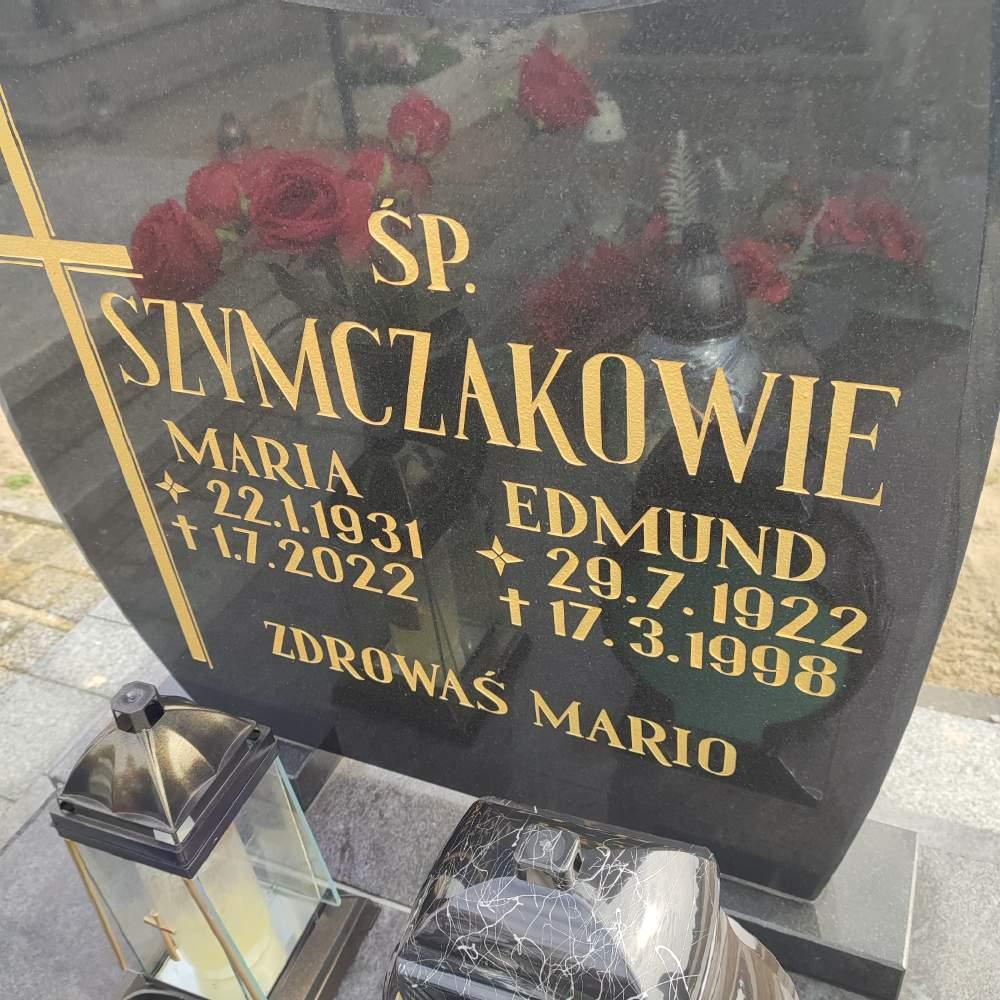 ŚP.
SZYMCZAKOWIE
MARIA
22.1.1931
1.7.2022
EDMUND
29.7.1922
17.3.1998
ZDROWAŚ MARIO